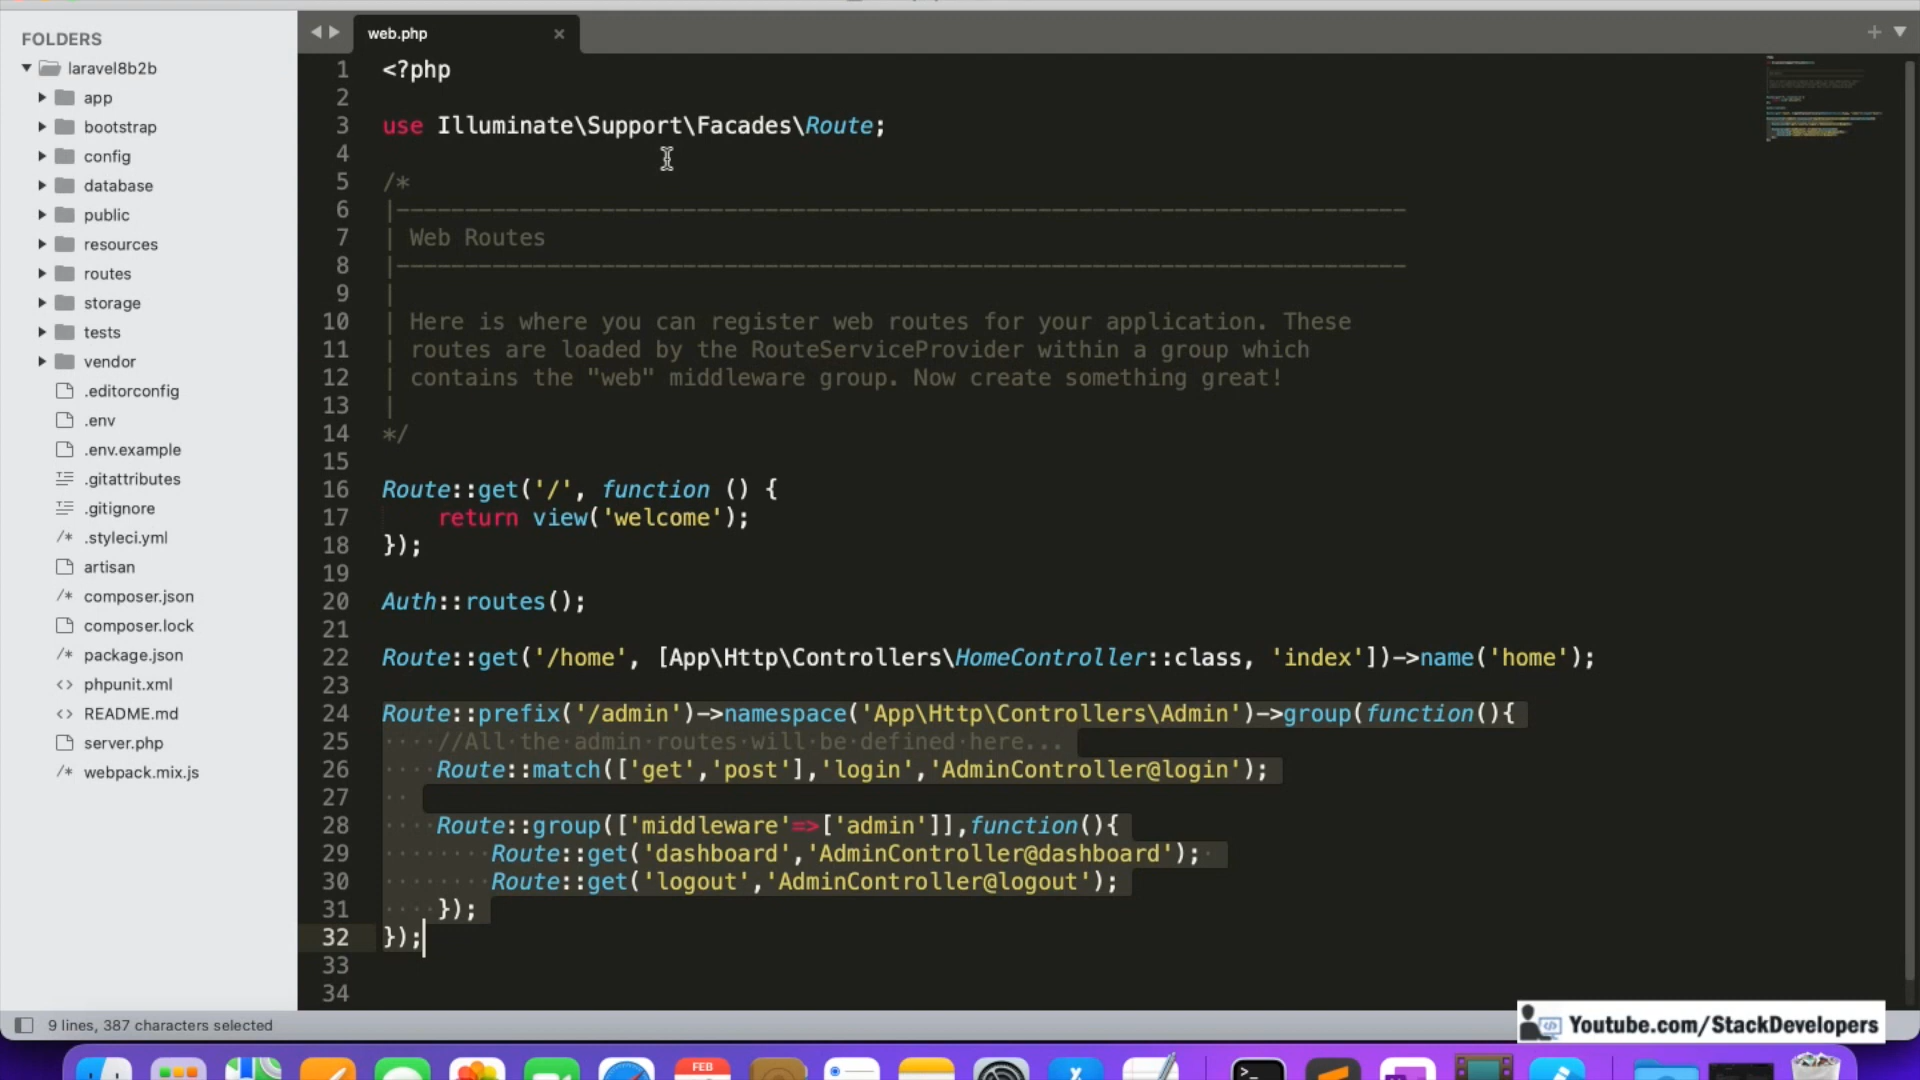 FOLDERS
laravel8b2b
app
bootstrap
config
database
public
resources
routes
storage
tests
vendor
.editorconfig
.env
.env.example
.gitattributes
.gitignore
.styleci.yml
artisan
composer.json
composer.lock
package.json
phpunit.xml
README.md
server.php
webpack.mix.js
web.php
1 <?php
2
3 use Illuminate\Support\Facades\Route;
4
5 /*
6 |--------------------------------------------------------------------------
7 | Web Routes
8 |--------------------------------------------------------------------------
9 |
10 | Here is where you can register web routes for your application. These
11 | routes are loaded by the RouteServiceProvider within a group which
12 | contains the "web" middleware group. Now create something great!
13 |
14 */
15
16 Route::get('/', function () {
17     return view('welcome');
18 });
19
20 Auth::routes();
21
22 Route::get('/home', [App\Http\Controllers\HomeController::class, 'index'])->name('home');
23
24 Route::prefix('/admin')->namespace('App\Http\Controllers\Admin')->group(function(){
25     //All the admin routes will be defined here...
26     Route::match(['get','post'],'login','AdminController@login');
27
28     Route::group(['middleware'=>['admin']],function(){
29         Route::get('dashboard','AdminController@dashboard');
30         Route::get('logout','AdminController@logout');
31     });
32 });
33
34
9 lines, 387 characters selected
Youtube.com/StackDevelopers
FEB